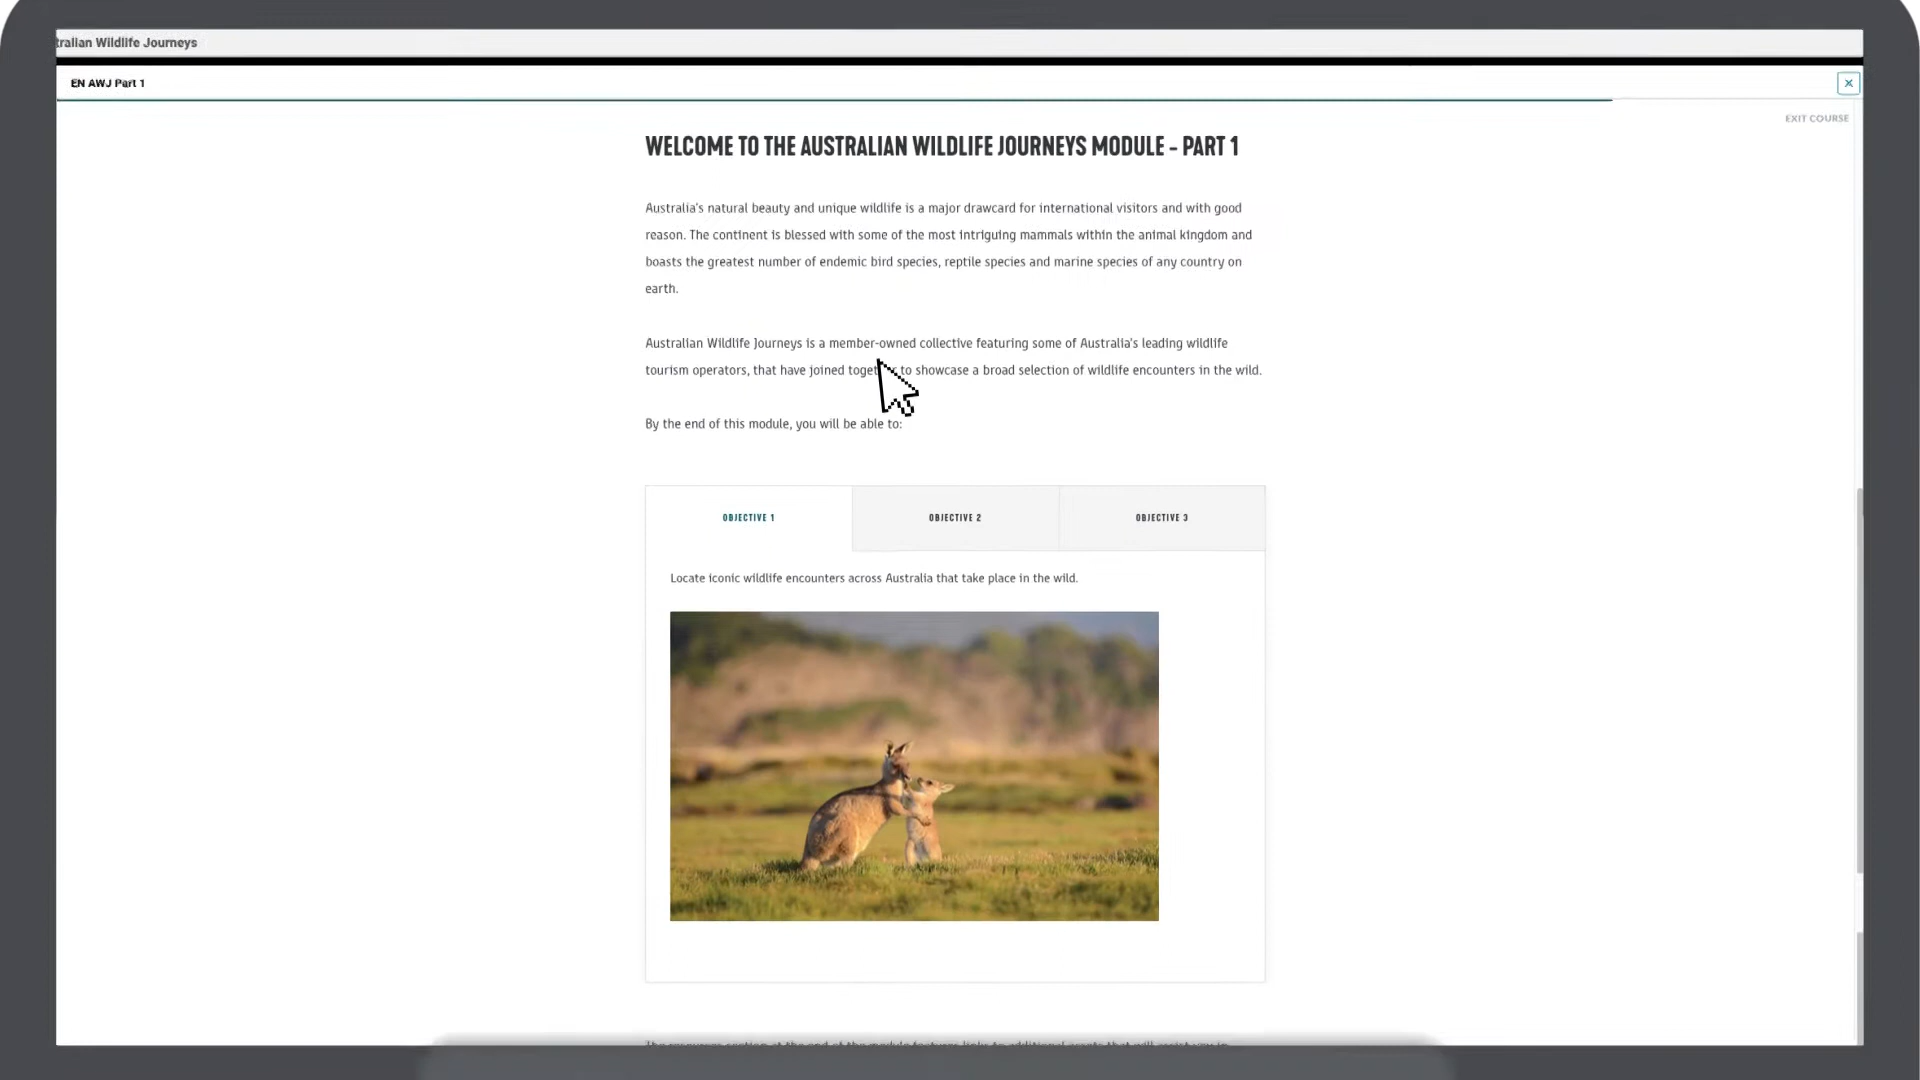 tralian Wildlife Journeys
EN AWJ Part 1
EXIT COURSE
WELCOME TO THE AUSTRALIAN WILDLIFE JOURNEYS MODULE - PART 1
Australia's natural beauty and unique wildlife is a major drawcard for international visitors and with good
reason. The continent is blessed with some of the most intriguing mammals within the animal kingdom and
boasts the greatest number of endemic bird species, reptile species and marine species of any country on
earth.
Australian Wildlife Journeys is a member-owned collective featuring some of Australia's leading wildlife
tourism operators, that have joined together to showcase a broad selection of wildlife encounters in the wild.
By the end of this module, you will be able to:
OBJECTIVE 1
OBJECTIVE 2
OBJECTIVE 3
Locate iconic wildlife encounters across Australia that take place in the wild.